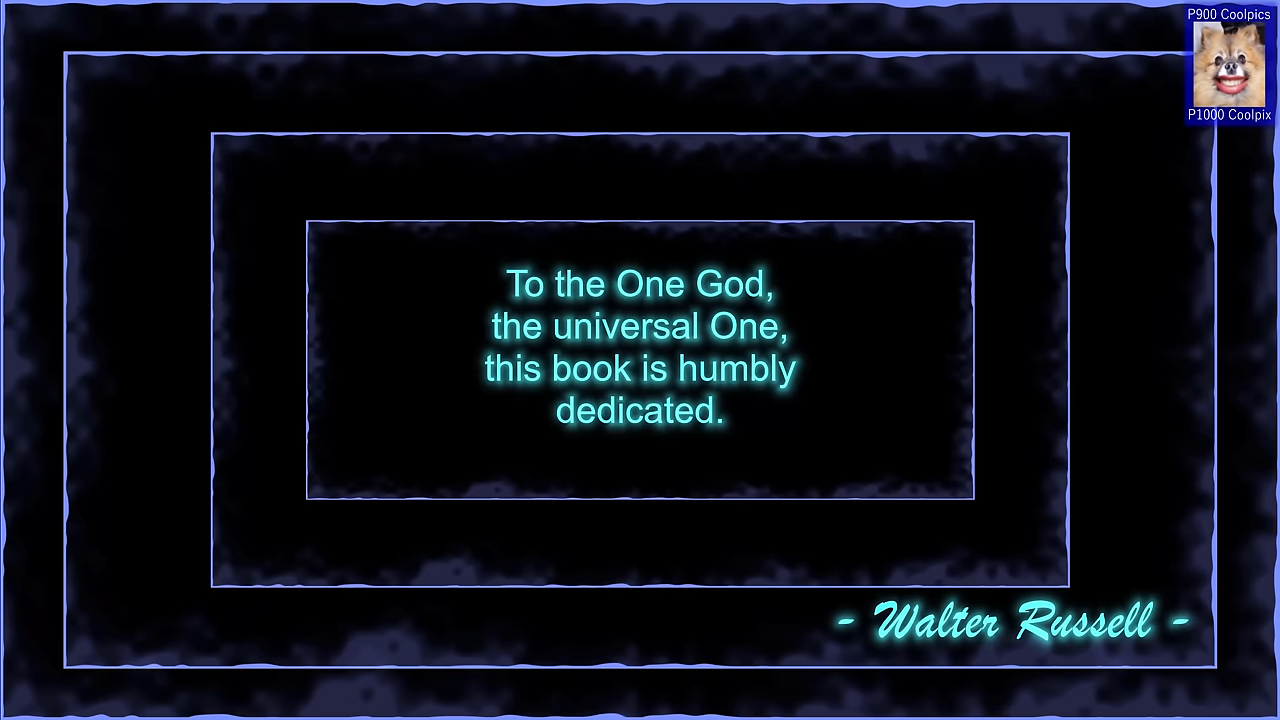 P900 Coolpics
P1000 Coolpix
To the One God,
the universal One,
this book is humbly
dedicated.
- Walter Russell -